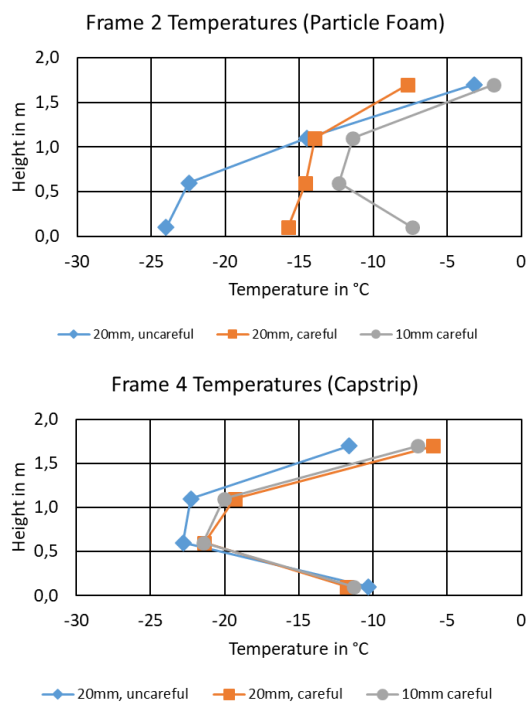 Frame 2 Temperatures (Particle Foam)
2,0
1,5
1,0
0,5
0,0
Height in m
-30 -25 -20 -15 -10 -5 0
Temperature in °C
20mm, uncareful 20mm, careful 10mm careful
Frame 4 Temperatures (Capstrip)
2,0
1,5
1,0
0,5
0,0
Height in m
-30 -25 -20 -15 -10 -5 0
Temperature in °C
20mm, uncareful 20mm, careful 10mm careful